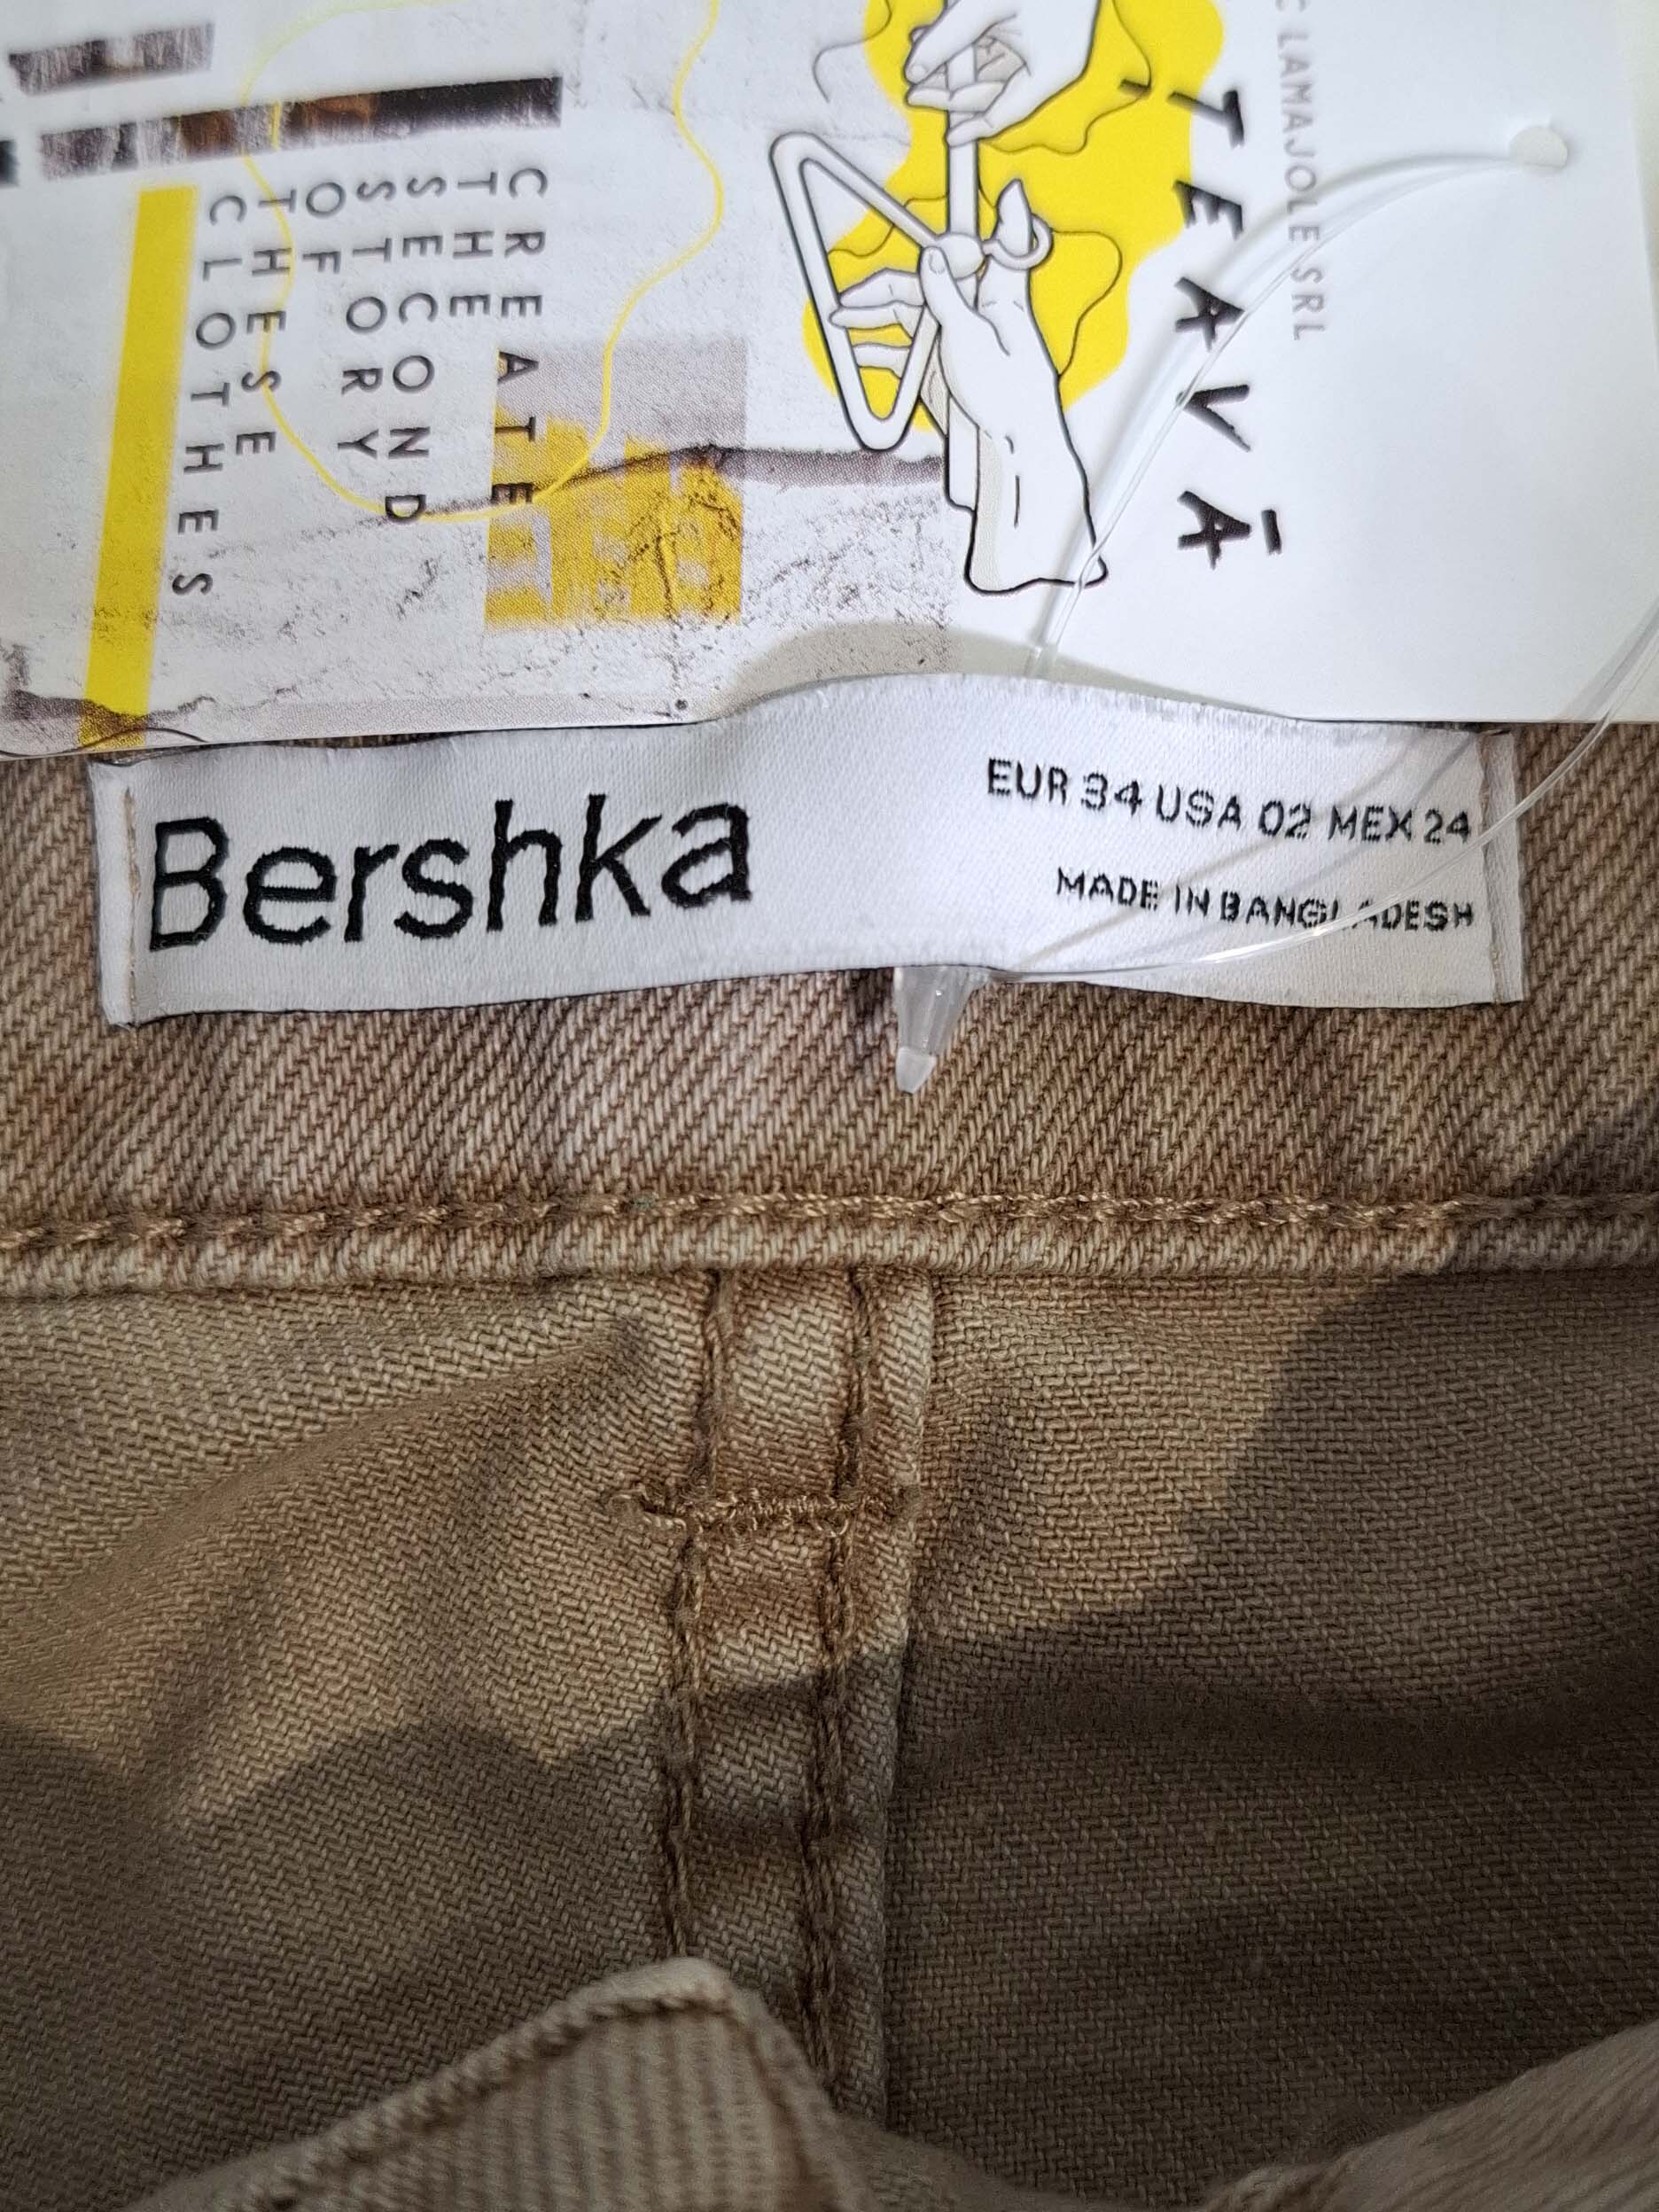 C LAMAJOLE SRL
TEAVĀ
CREATE
THE
SECOND
STORY
OF
THESE
CLOTHES
Bershka
EUR 34 USA 02 MEX 24
MADE IN BANGLADESH